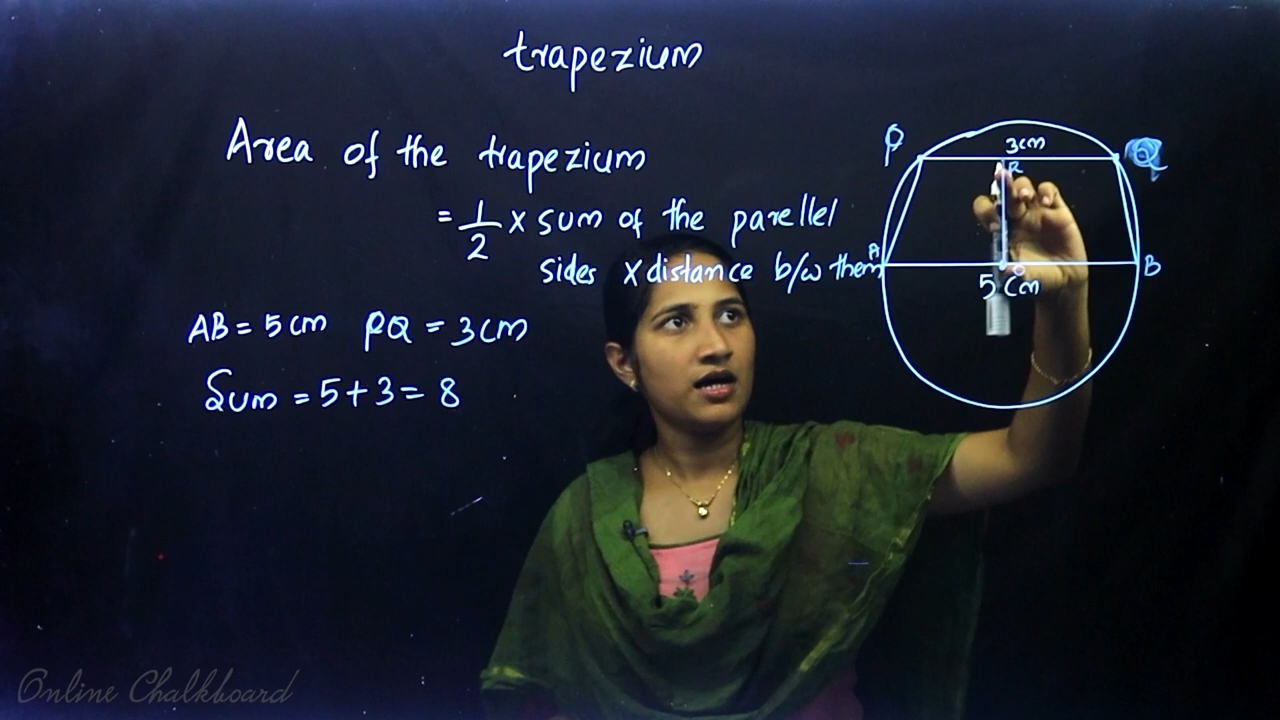 trapezium
Area of the trapezium
= 1/2 × sum of the parellel
sides × distance b/w them
AB = 5cm PQ = 3cm
Sum = 5+3 = 8
P
3cm
Q
R
A
O
B
5 cm
Online Chalkboard